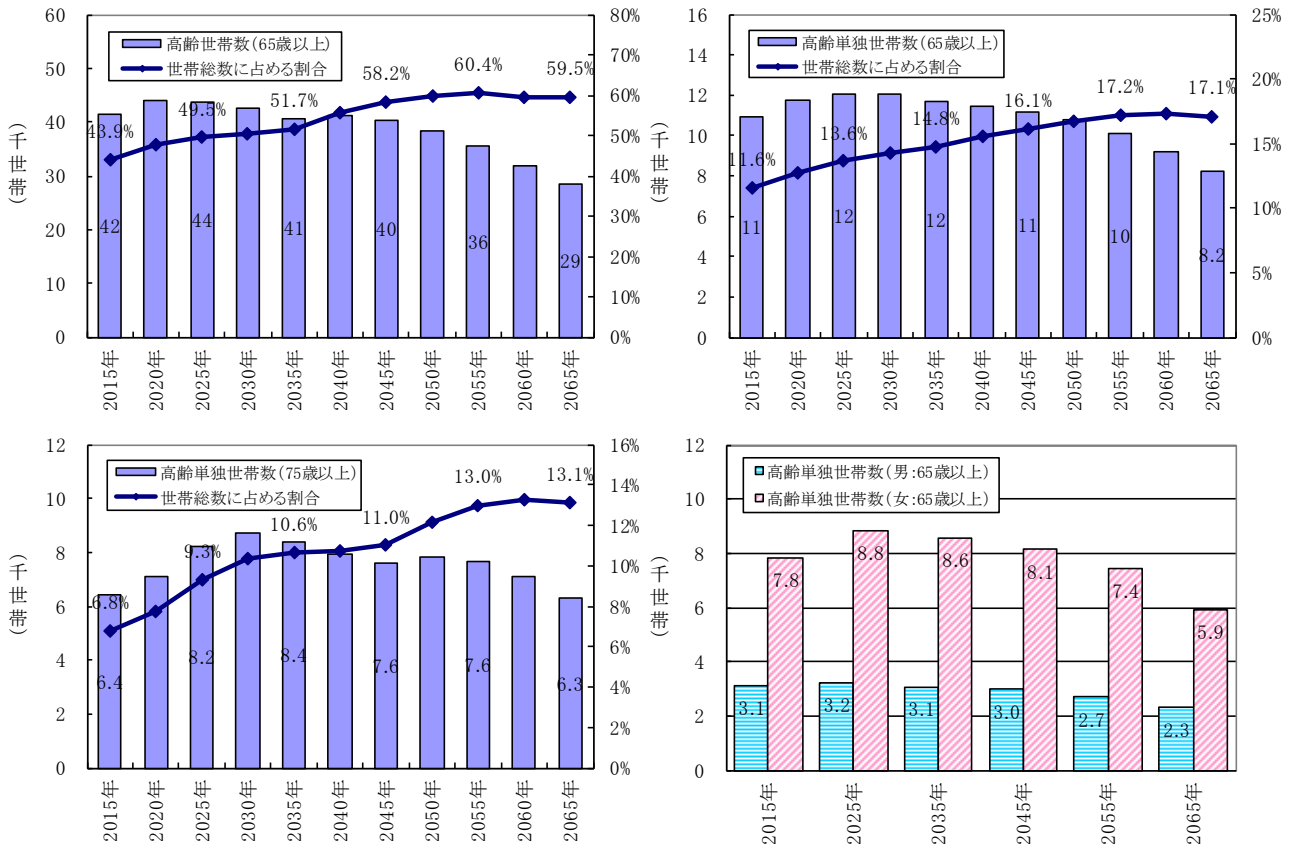 60
50
40
30
20
10
0
(千世帯
80%
70%
60%
50%
40%
30%
20%
10%
0%
高齢世帯数(65歳以上)
世帯総数に占める割合
43.9%
49.5%
51.7%
58.2%
60.4%
59.5%
42
44
41
40
36
29
2015年
2020年
2025年
2030年
2035年
2040年
2045年
2050年
2055年
2060年
2065年
16
14
12
10
8
6
4
2
0
(千世帯
25%
20%
15%
10%
5%
0%
高齢単独世帯数(65歳以上)
世帯総数に占める割合
11.6%
13.6%
14.8%
16.1%
17.2%
17.1%
11
12
12
11
10
8.2
2015年
2020年
2025年
2030年
2035年
2040年
2045年
2050年
2055年
2060年
2065年
12
10
8
6
4
2
0
(千世帯
16%
14%
12%
10%
8%
6%
4%
2%
0%
高齢単独世帯数(75歳以上)
世帯総数に占める割合
6.8%
9.3%
10.6%
11.0%
13.0%
13.1%
6.4
8.2
8.4
7.6
7.6
6.3
2015年
2020年
2025年
2030年
2035年
2040年
2045年
2050年
2055年
2060年
2065年
12
10
8
6
4
2
0
(千世帯
高齢単独世帯数(男:65歳以上)
高齢単独世帯数(女:65歳以上)
3.1
7.8
3.2
8.8
3.1
8.6
3.0
8.1
2.7
7.4
2.3
5.9
2015年
2025年
2035年
2045年
2055年
2065年